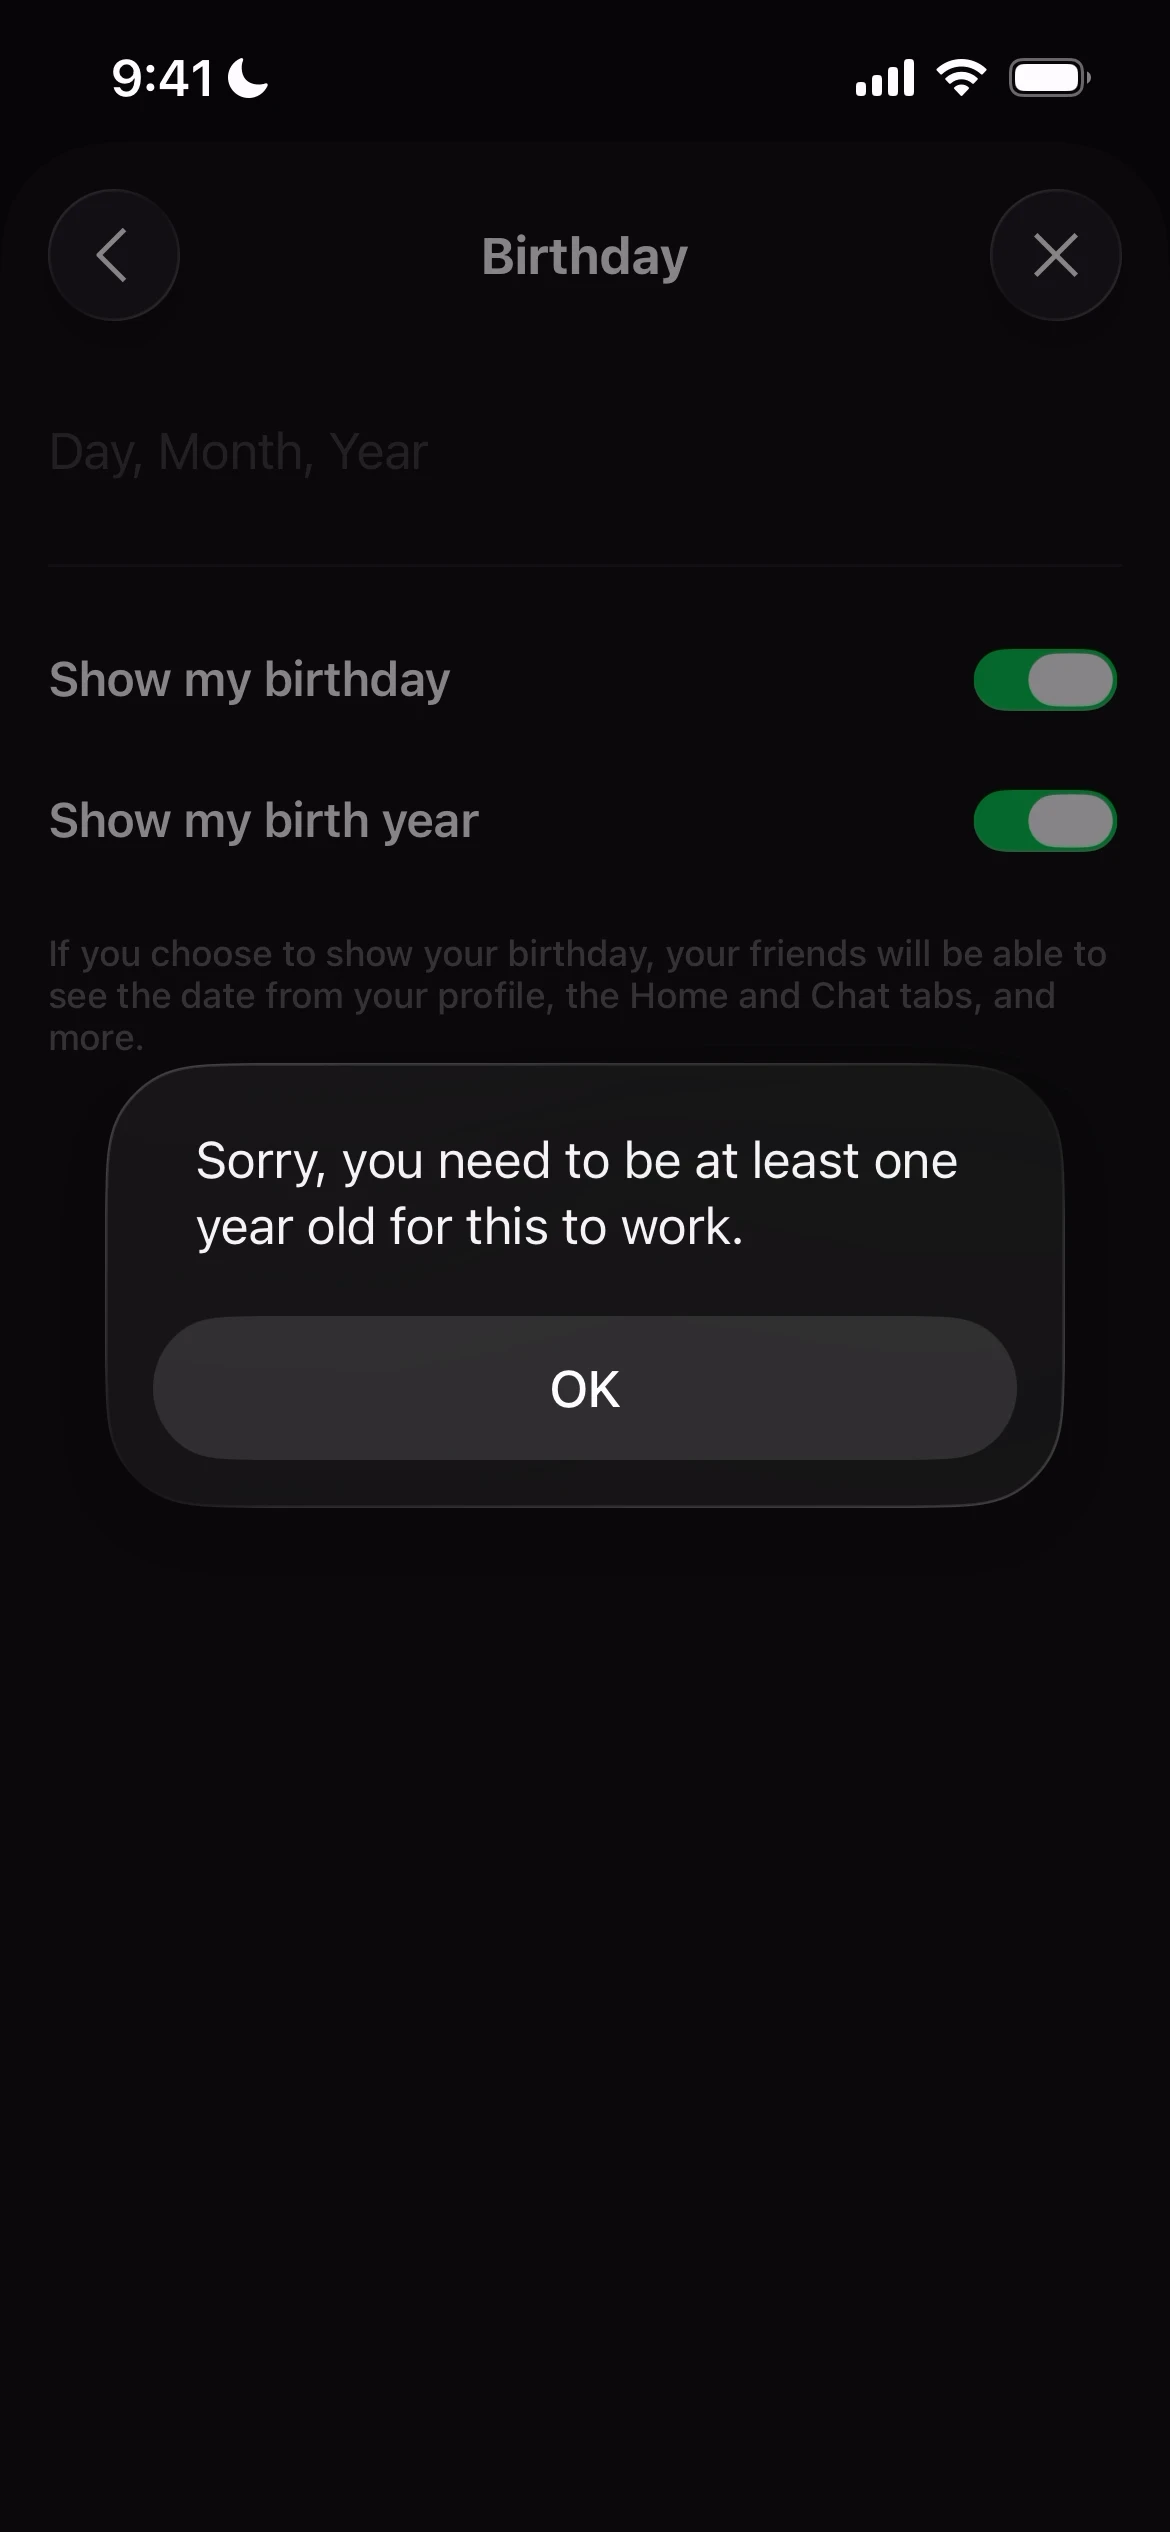 9:41
Birthday
Day, Month, Year
Show my birthday
Show my birth year
If you choose to show your birthday, your friends will be able to
see the date from your profile, the Home and Chat tabs, and
more.
Sorry, you need to be at least one
year old for this to work.
OK